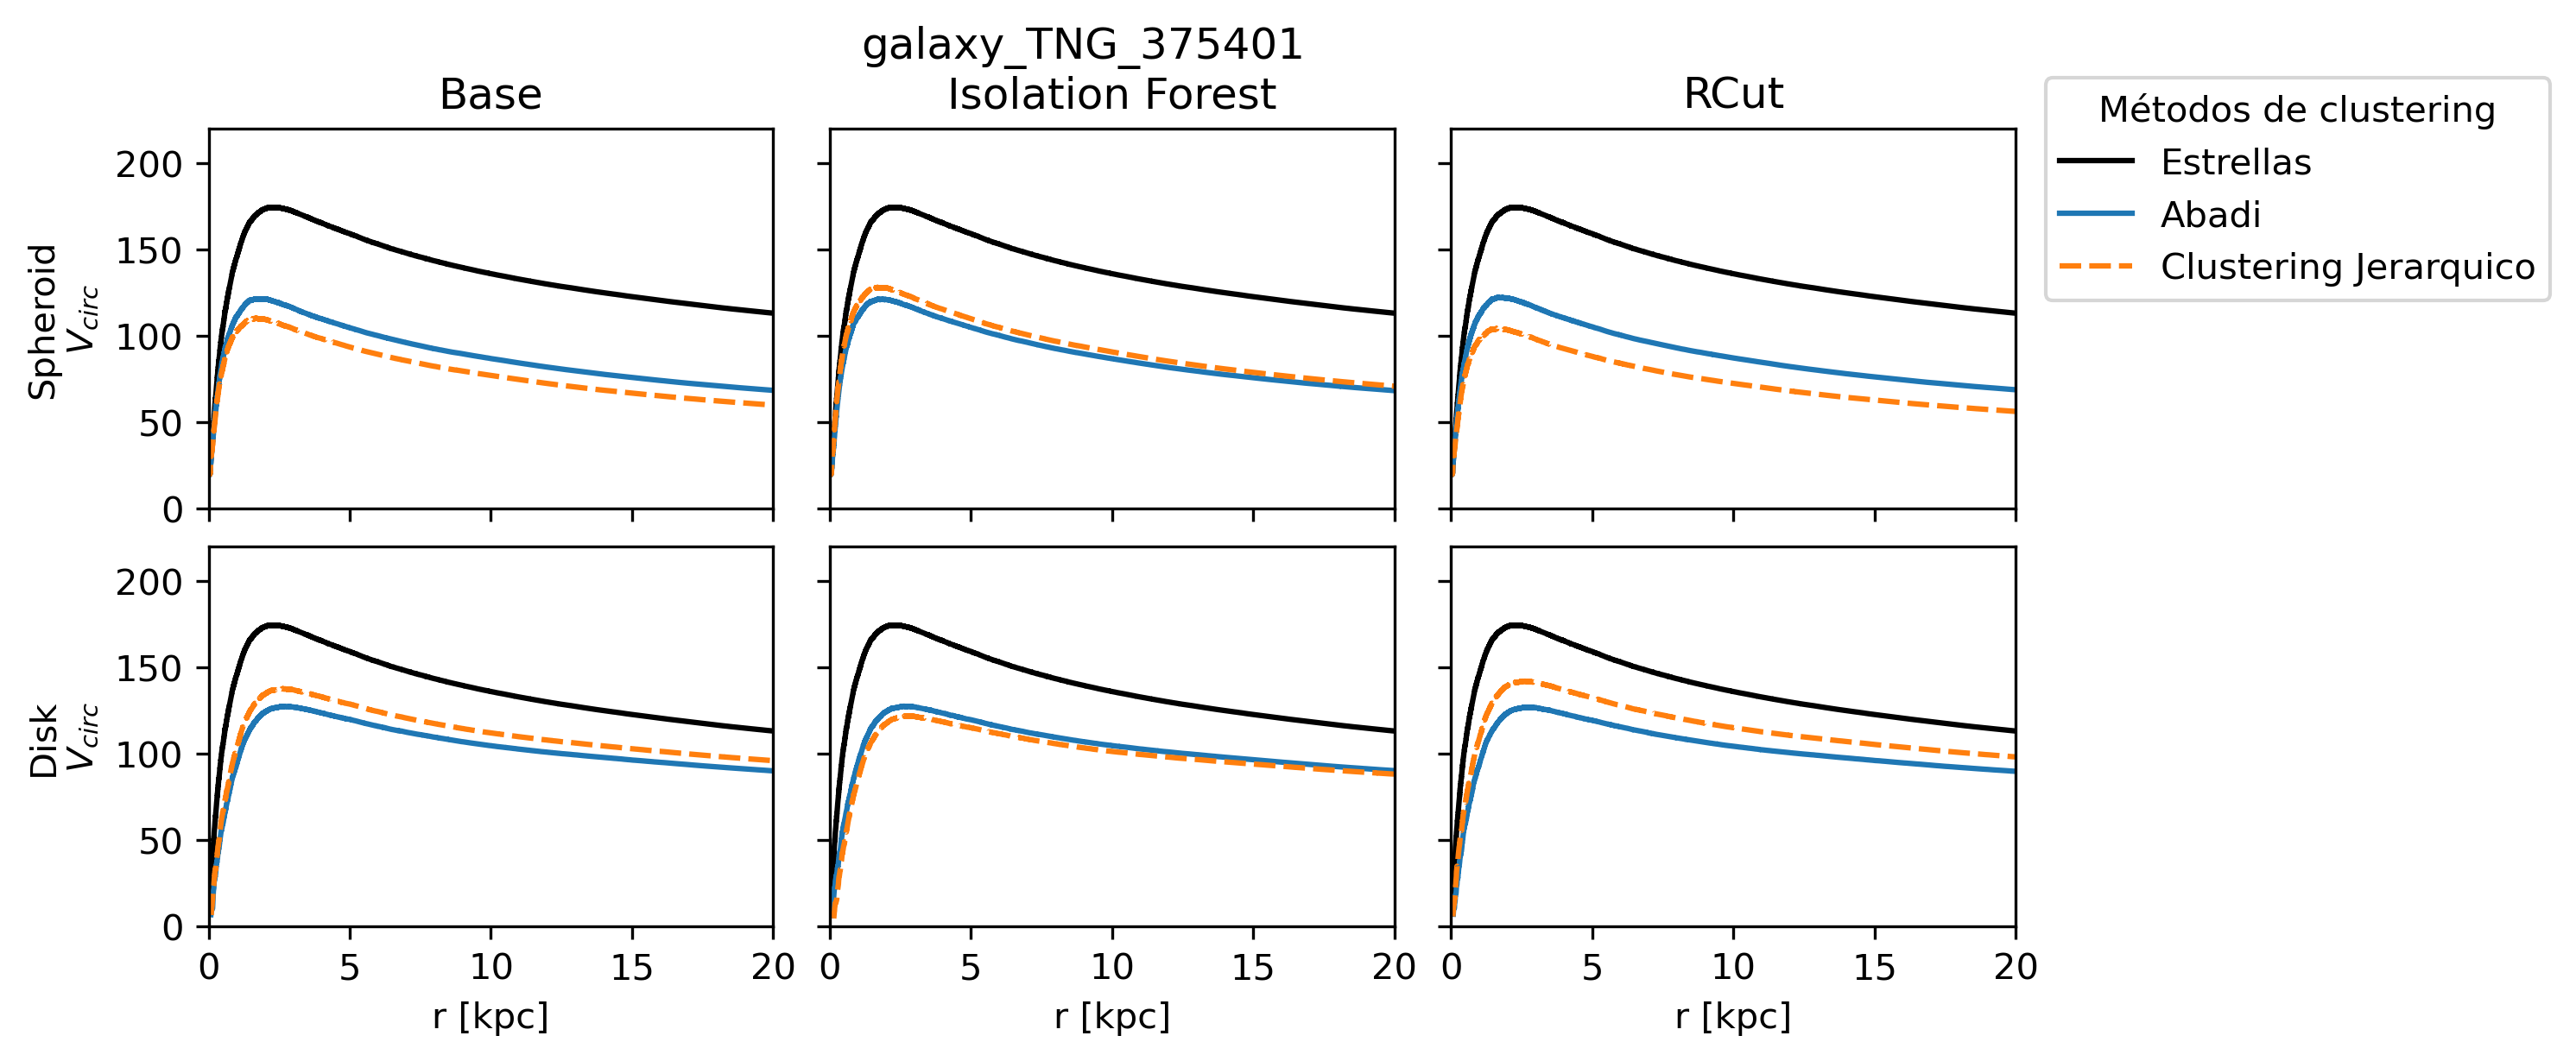 galaxy_TNG_375401
Base
Isolation Forest
RCut
Métodos de clustering
Estrellas
Abadi
Clustering Jerarquico
Spheroid
V_circ
200
150
100
50
0
Disk
V_circ
200
150
100
50
0
0 5 10 15 20
0 5 10 15 20
0 5 10 15 20
r [kpc]
r [kpc]
r [kpc]